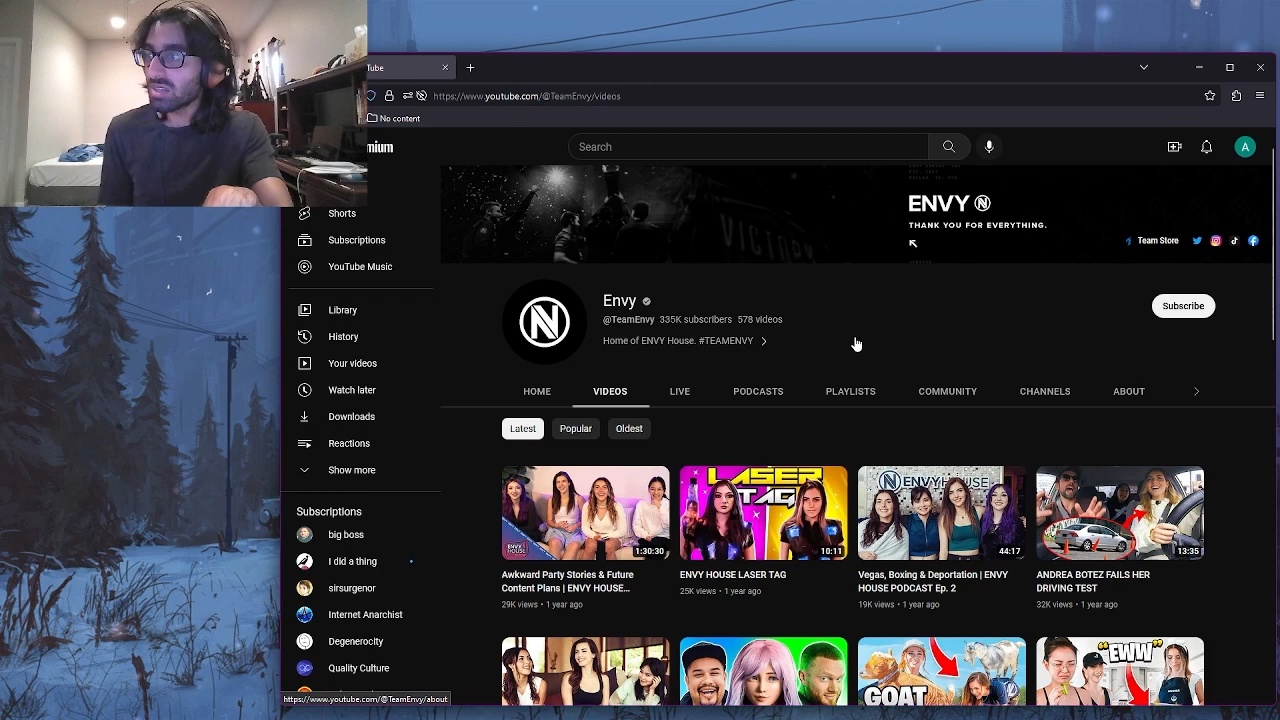 Tube
https://www.youtube.com/@TeamEnvy/videos
No content
mium
Search
A
ENVY
THANK YOU FOR EVERYTHING.
VICTORY
Team Store
Shorts
Subscriptions
YouTube Music
Library
History
Your videos
Watch later
Downloads
Reactions
Show more
Subscriptions
big boss
I did a thing
sirsurgenor
Internet Anarchist
Degenerocity
Quality Culture
https://www.youtube.com/@TeamEnvy/about
Envy
@TeamEnvy 335K subscribers 578 videos
Home of ENVY House. #TEAMENVY
Subscribe
HOME VIDEOS LIVE PODCASTS PLAYLISTS COMMUNITY CHANNELS ABOUT
Latest Popular Oldest
ENVY HOUSE
1:30:30
LASER TAG
10:11
ENVYHOUSE
44:17
13:35
Awkward Party Stories & Future
Content Plans | ENVY HOUSE...
29K views • 1 year ago
ENVY HOUSE LASER TAG
25K views • 1 year ago
Vegas, Boxing & Deportation | ENVY
HOUSE PODCAST Ep. 2
19K views • 1 year ago
ANDREA BOTEZ FAILS HER
DRIVING TEST
32K views • 1 year ago
GOAT
"EWW"